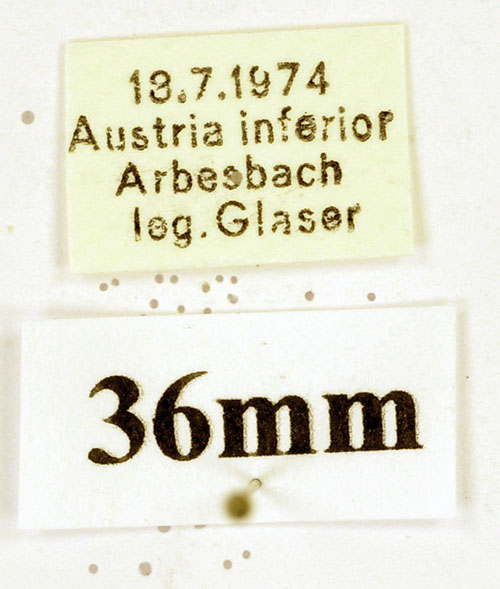 18.7.1974
Austria inferior
Arbesbach
leg. Glaser
36mm